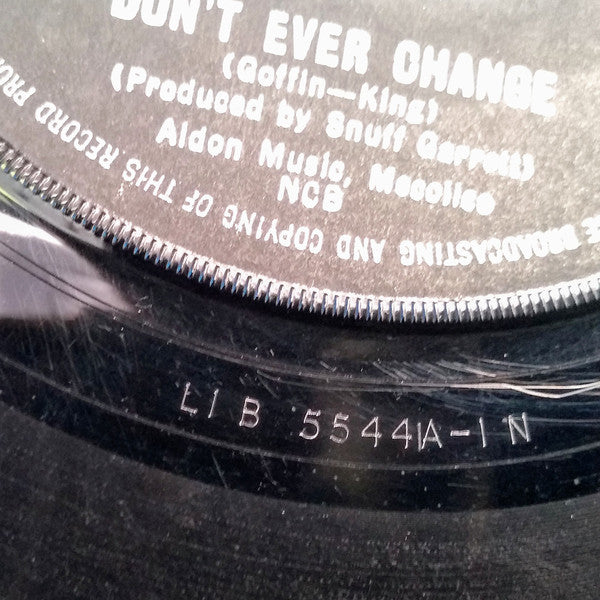 DON'T EVER CHANGE
(Goffin—King)
(Produced by Snuff Garrett)
Aldon Music, Mecolico
NCB
BROADCASTING AND COPYING OF THIS RECORD
LIB 5544A-1N